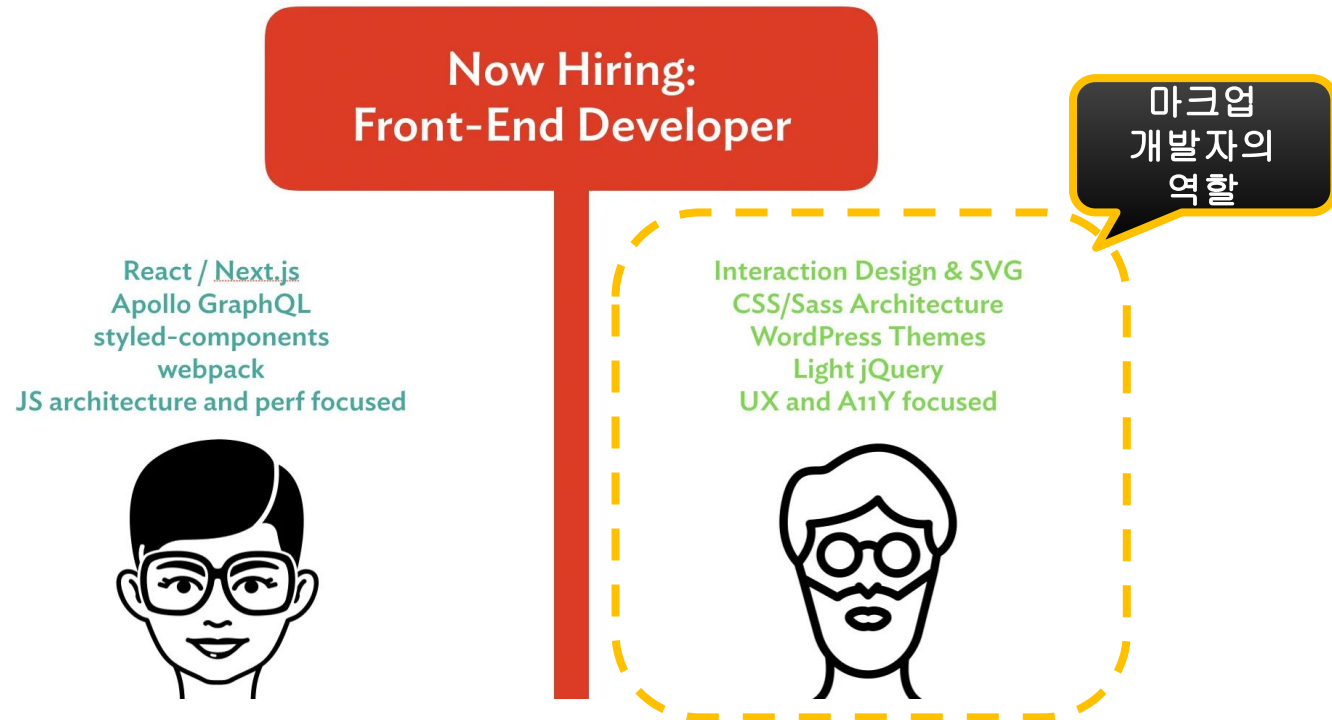 Now Hiring:
Front-End Developer
마크업
개발자의
역할
React / Next.js
Apollo GraphQL
styled-components
webpack
JS architecture and perf focused
Interaction Design & SVG
CSS/Sass Architecture
WordPress Themes
Light jQuery
UX and A11Y focused